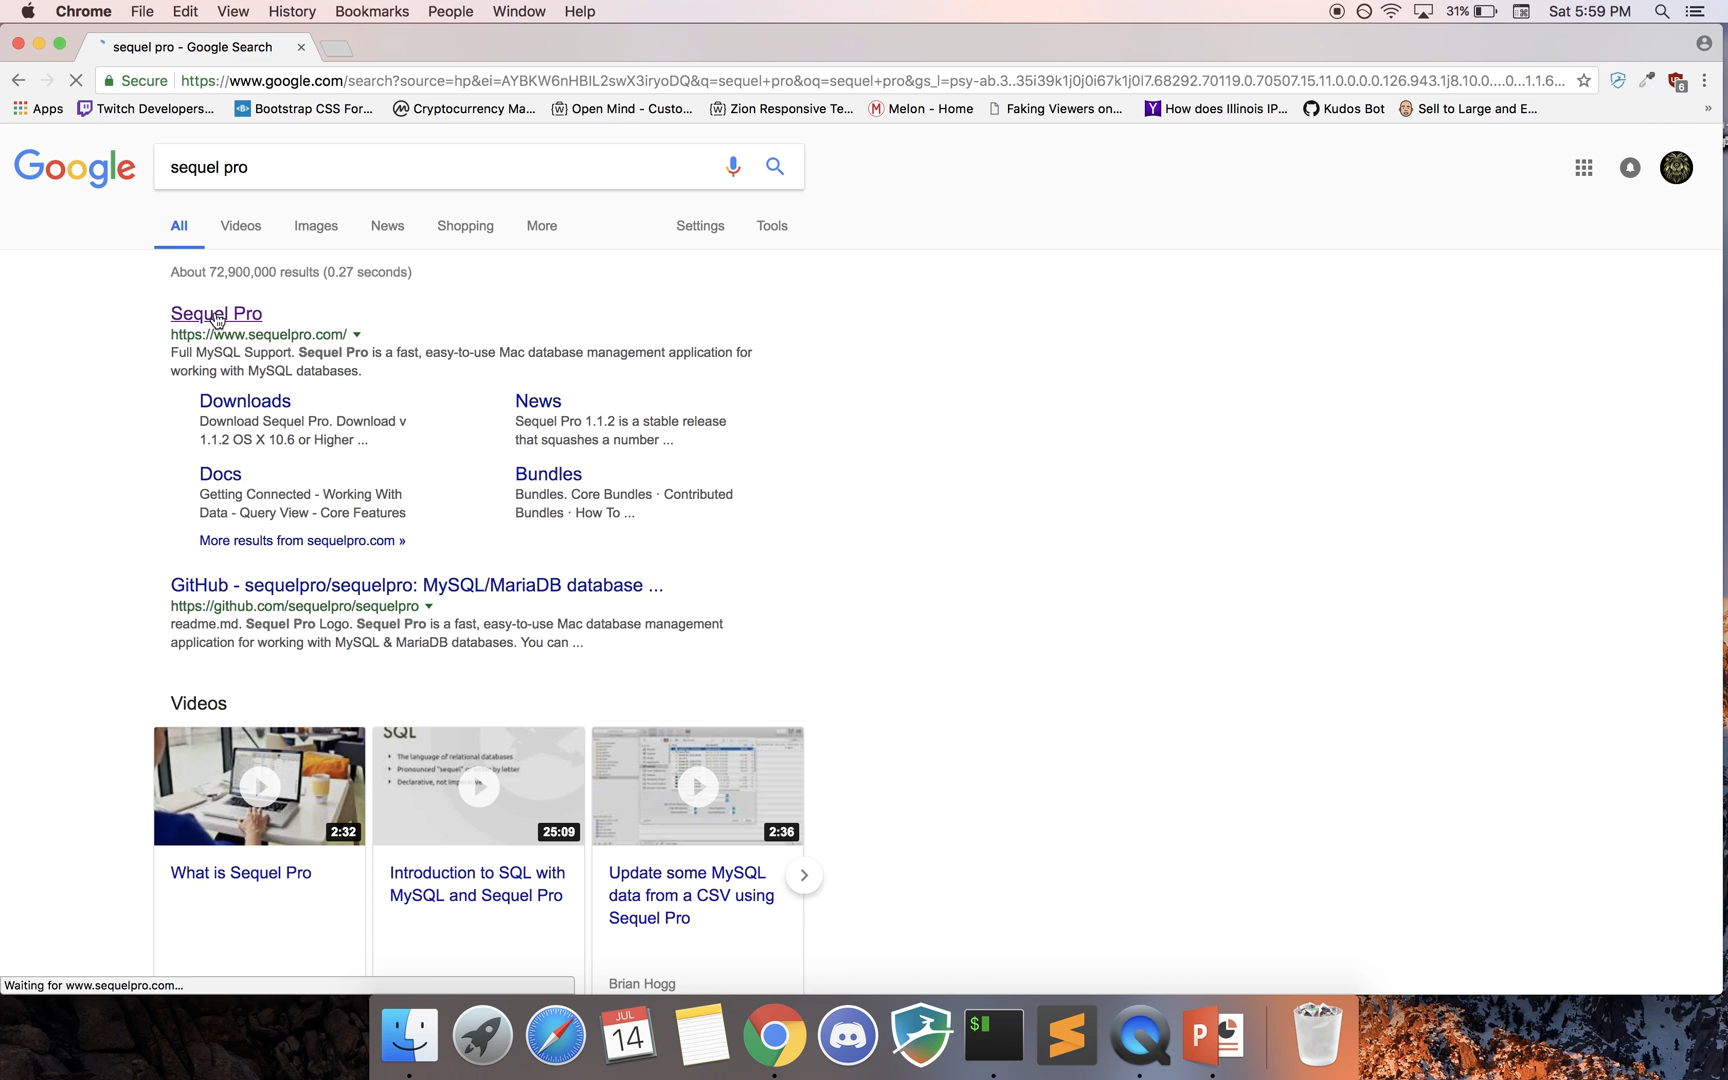 Chrome File Edit View History Bookmarks People Window Help 31% Sat 5:59 PM
sequel pro - Google Search
Secure https://www.google.com/search?source=hp&ei=AYBKW6nHBIL2swX3iryoDQ&q=sequel+pro&oq=sequel+pro&gs_l=psy-ab.3..35i39k1j0j0i67k1j0l7.68292.70119.0.70507.15.11.0.0.0.0.126.943.1j8.10.0....0...1.1.6...
6
Apps Twitch Developers... Bootstrap CSS For... Cryptocurrency Ma... Open Mind - Custo... Zion Responsive Te... Melon - Home Faking Viewers on... How does Illinois IP... Kudos Bot Sell to Large and E... »
Google sequel pro
All Videos Images News Shopping More Settings Tools
About 72,900,000 results (0.27 seconds)
Sequel Pro
https://www.sequelpro.com/
Full MySQL Support. Sequel Pro is a fast, easy-to-use Mac database management application for
working with MySQL databases.
Downloads News
Download Sequel Pro. Download v Sequel Pro 1.1.2 is a stable release
1.1.2 OS X 10.6 or Higher ... that squashes a number ...
Docs Bundles
Getting Connected - Working With Bundles. Core Bundles · Contributed
Data - Query View - Core Features Bundles · How To ...
More results from sequelpro.com »
GitHub - sequelpro/sequelpro: MySQL/MariaDB database ...
https://github.com/sequelpro/sequelpro
readme.md. Sequel Pro Logo. Sequel Pro is a fast, easy-to-use Mac database management
application for working with MySQL & MariaDB databases. You can ...
Videos
SQL
The language of relational databases
Pronounced "sequel" by letter
Declarative, not
2:32 25:09 2:36
What is Sequel Pro Introduction to SQL with Update some MySQL
MySQL and Sequel Pro data from a CSV using
Sequel Pro
Brian Hogg
Waiting for www.sequelpro.com...
JUL
14
$
P